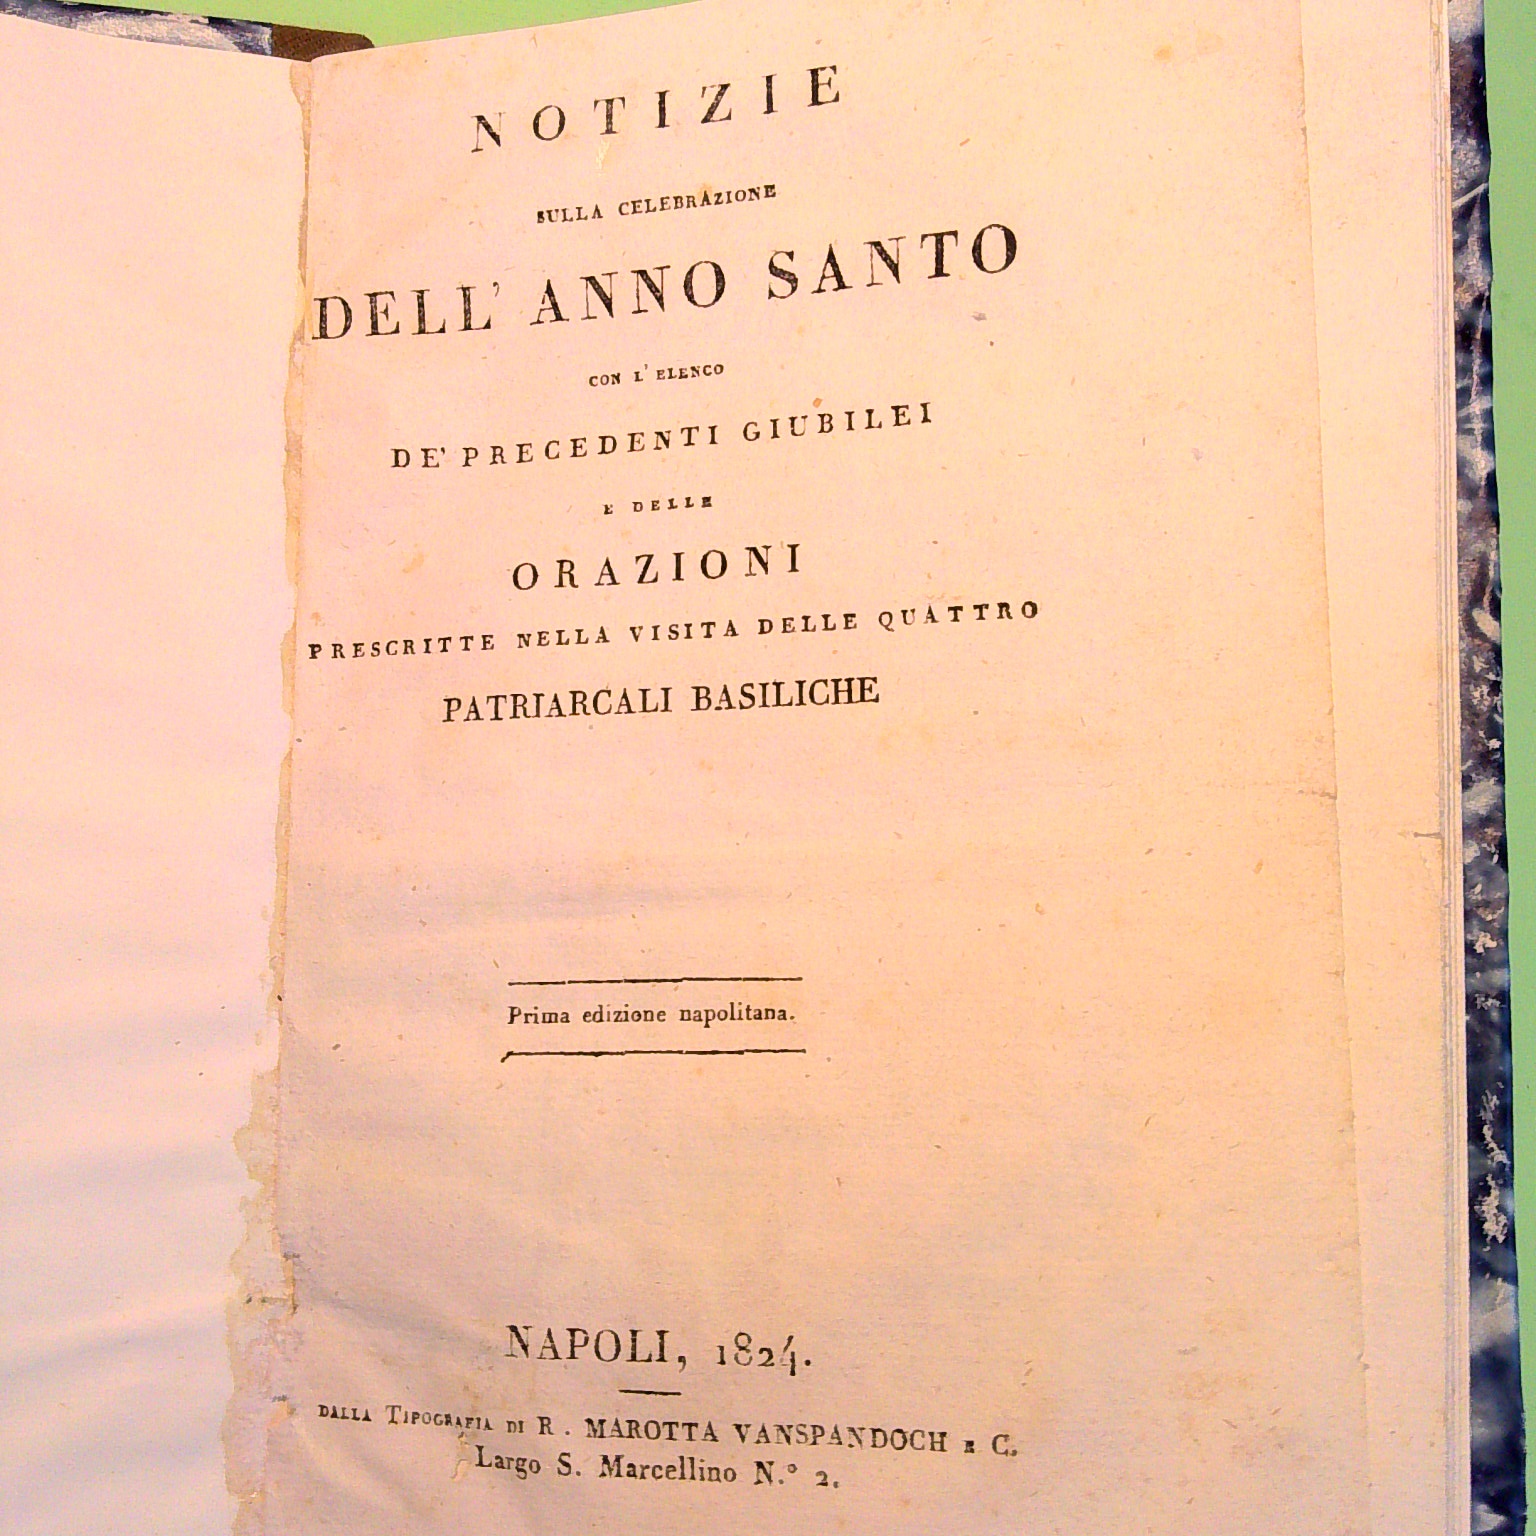 NOTIZIE
SULLA CELEBRAZIONE
DELL' ANNO SANTO
CON L' ELENCO
DE' PRECEDENTI GIUBILEI
E DELLE
ORAZIONI
PRESCRITTE NELLA VISITA DELLE QUATTRO
PATRIARCALI BASILICHE
Prima edizione napolitana.
NAPOLI, 1824.
DALLA TIPOGRAFIA DI R. MAROTTA VANSPANDOCH E C.
Largo S. Marcellino N.° 2.